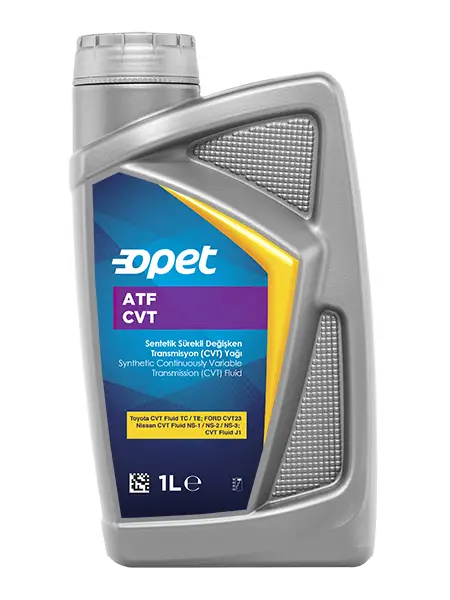 opet
ATF
CVT
Sentetik Sürekli Değişken
Transmisyon (CVT) Yağı
Synthetic Continuously Variable
Transmission (CVT) Fluid
Toyota CVT Fluid TC / TE; FORD CVT23
Nissan CVT Fluid NS-1 / NS-2 / NS-3;
CVT Fluid J1
1L e